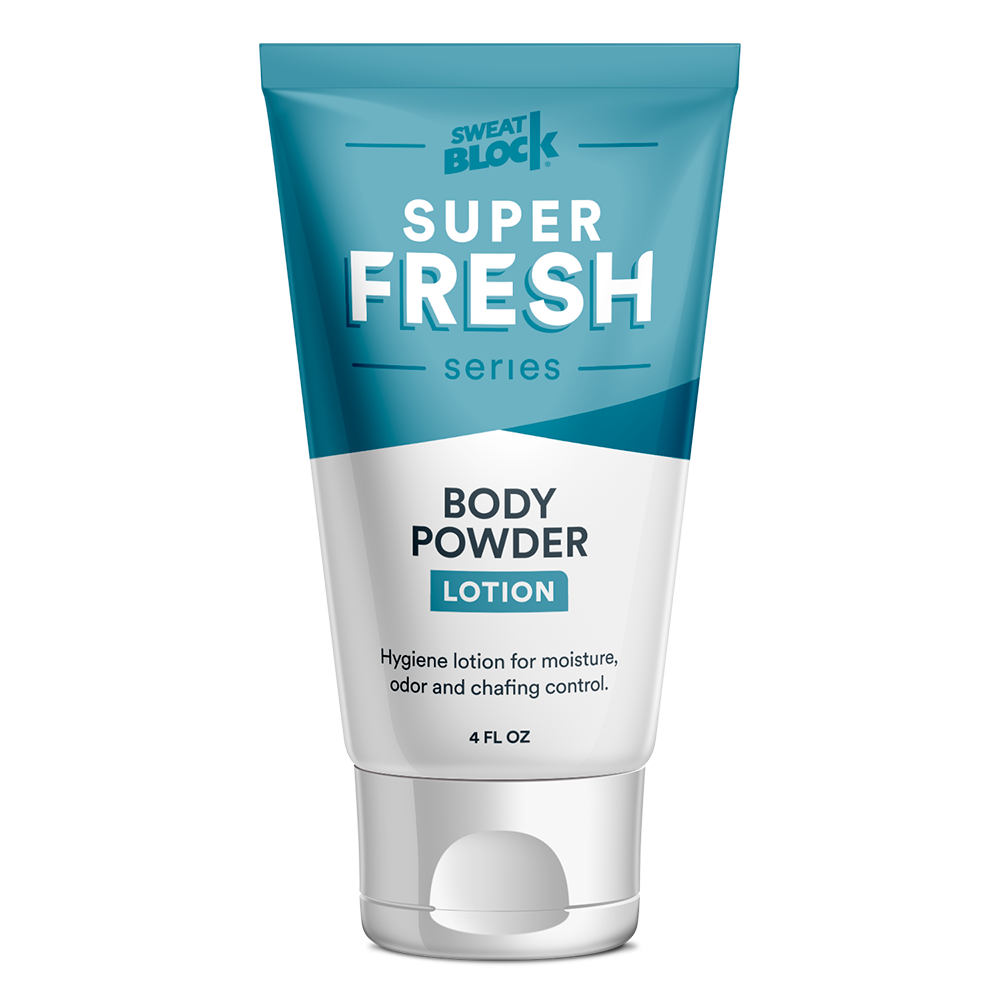 SWEAT
BLOCK®
SUPER
FRESH
series
BODY
POWDER
LOTION
Hygiene lotion for moisture,
odor and chafing control.
4 FL OZ